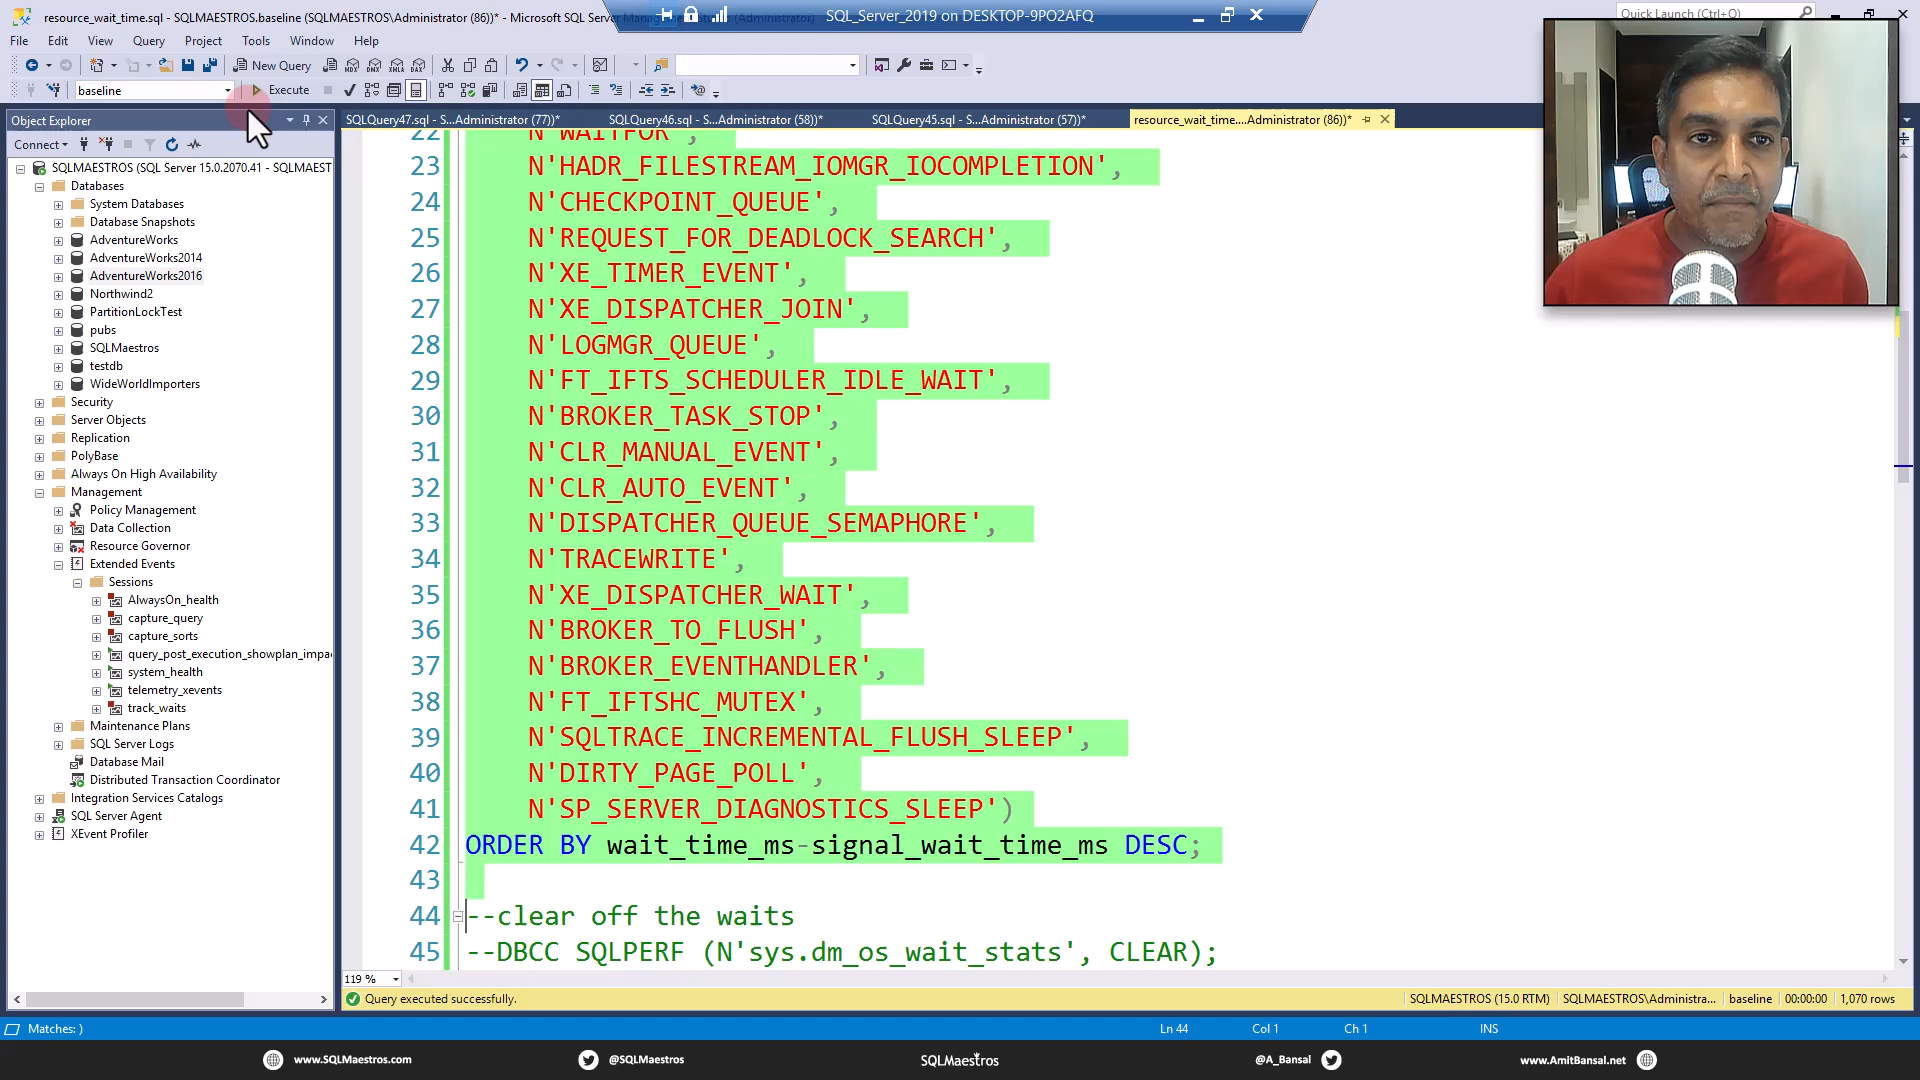 resource_wait_time.sql - SQLMAESTROS.baseline (SQLMAESTROS\Administrator (86))* - Microsoft SQL Server
SQL_Server_2019 on DESKTOP-9PO2AFQ
Quick Launch (Ctrl+Q)
File Edit View Query Project Tools Window Help
New Query
baseline
Execute
Object Explorer
SQLQuery47.sql - S...Administrator (77))*
SQLQuery46.sql - S...Administrator (58))*
SQLQuery45.sql - S...Administrator (57))*
resource_wait_time....Administrator (86))*
Connect
SQLMAESTROS (SQL Server 15.0.2070.41 - SQLMAEST
Databases
System Databases
Database Snapshots
AdventureWorks
AdventureWorks2014
AdventureWorks2016
Northwind2
PartitionLockTest
pubs
SQLMaestro
testdb
WideWorldImporters
Security
Server Objects
Replication
PolyBase
Always On High Availability
Management
Policy Management
Data Collection
Resource Governor
Extended Events
Sessions
AlwaysOn_health
capture_query
capture_sorts
query_post_execution_showplan_impa
system_health
telemetry_xevents
track_waits
Maintenance Plans
SQL Server Logs
Database Mail
Distributed Transaction Coordinator
Integration Services Catalogs
SQL Server Agent
XEvent Profiler
22 N'WAITFOR',
23 N'HADR_FILESTREAM_IOMGR_IOCOMPLETION',
24 N'CHECKPOINT_QUEUE',
25 N'REQUEST_FOR_DEADLOCK_SEARCH',
26 N'XE_TIMER_EVENT',
27 N'XE_DISPATCHER_JOIN',
28 N'LOGMGR_QUEUE',
29 N'FT_IFTS_SCHEDULER_IDLE_WAIT',
30 N'BROKER_TASK_STOP',
31 N'CLR_MANUAL_EVENT',
32 N'CLR_AUTO_EVENT',
33 N'DISPATCHER_QUEUE_SEMAPHORE',
34 N'TRACEWRITE',
35 N'XE_DISPATCHER_WAIT',
36 N'BROKER_TO_FLUSH',
37 N'BROKER_EVENTHANDLER',
38 N'FT_IFTSHC_MUTEX',
39 N'SQLTRACE_INCREMENTAL_FLUSH_SLEEP',
40 N'DIRTY_PAGE_POLL',
41 N'SP_SERVER_DIAGNOSTICS_SLEEP')
42 ORDER BY wait_time_ms-signal_wait_time_ms DESC;
43
44 --clear off the waits
45 --DBCC SQLPERF (N'sys.dm_os_wait_stats', CLEAR);
119 %
Query executed successfully.
SQLMAESTROS (15.0 RTM) SQLMAESTROS\Administra... baseline 00:00:00 1,070 rows
Matches: )
Ln 44 Col 1 Ch 1 INS
www.SQLMaestros.com @SQLMaestros SQLMaestros @A_Bansal www.AmitBansal.net